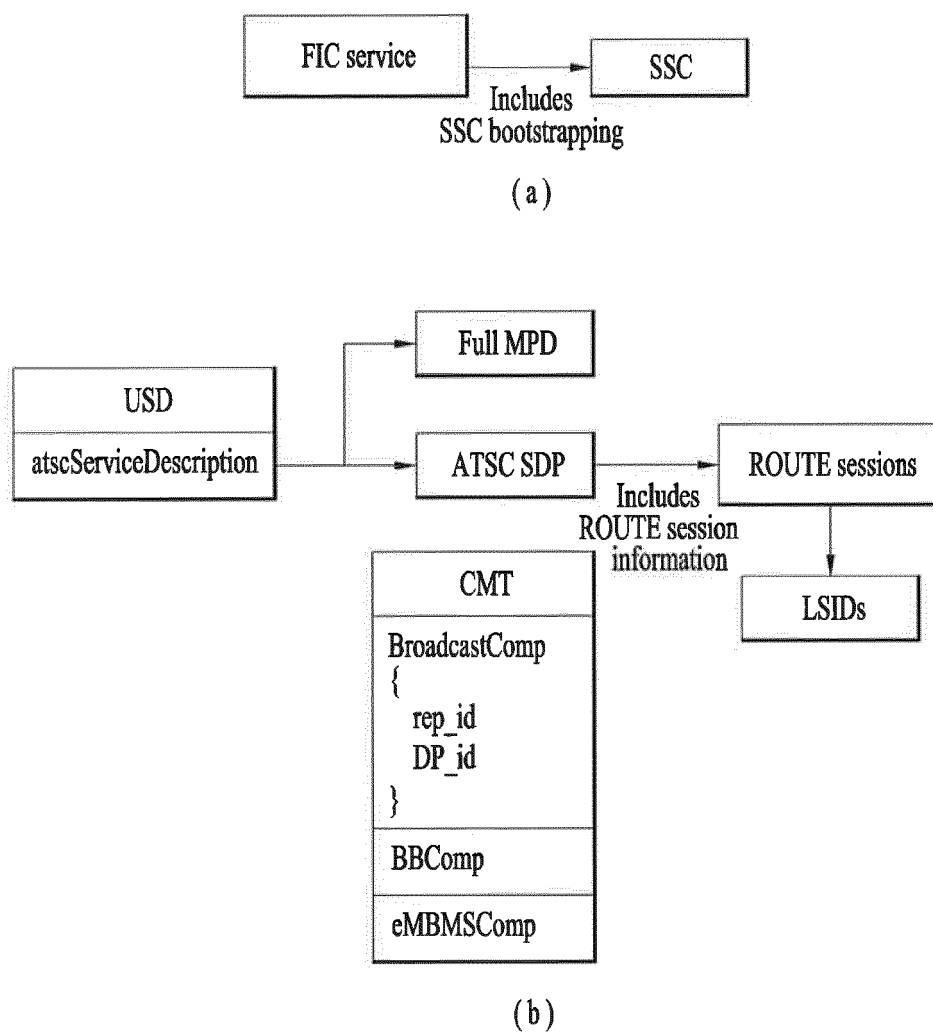 FIC service
SSC
Includes
SSC bootstrapping
(a)
Full MPD
USD
atscServiceDescription
ATSC SDP
ROUTE sessions
Includes
ROUTE session
information
LSIDs
CMT
BroadcastComp
{
rep_id
DP_id
}
BBComp
eMBMSComp
(b)